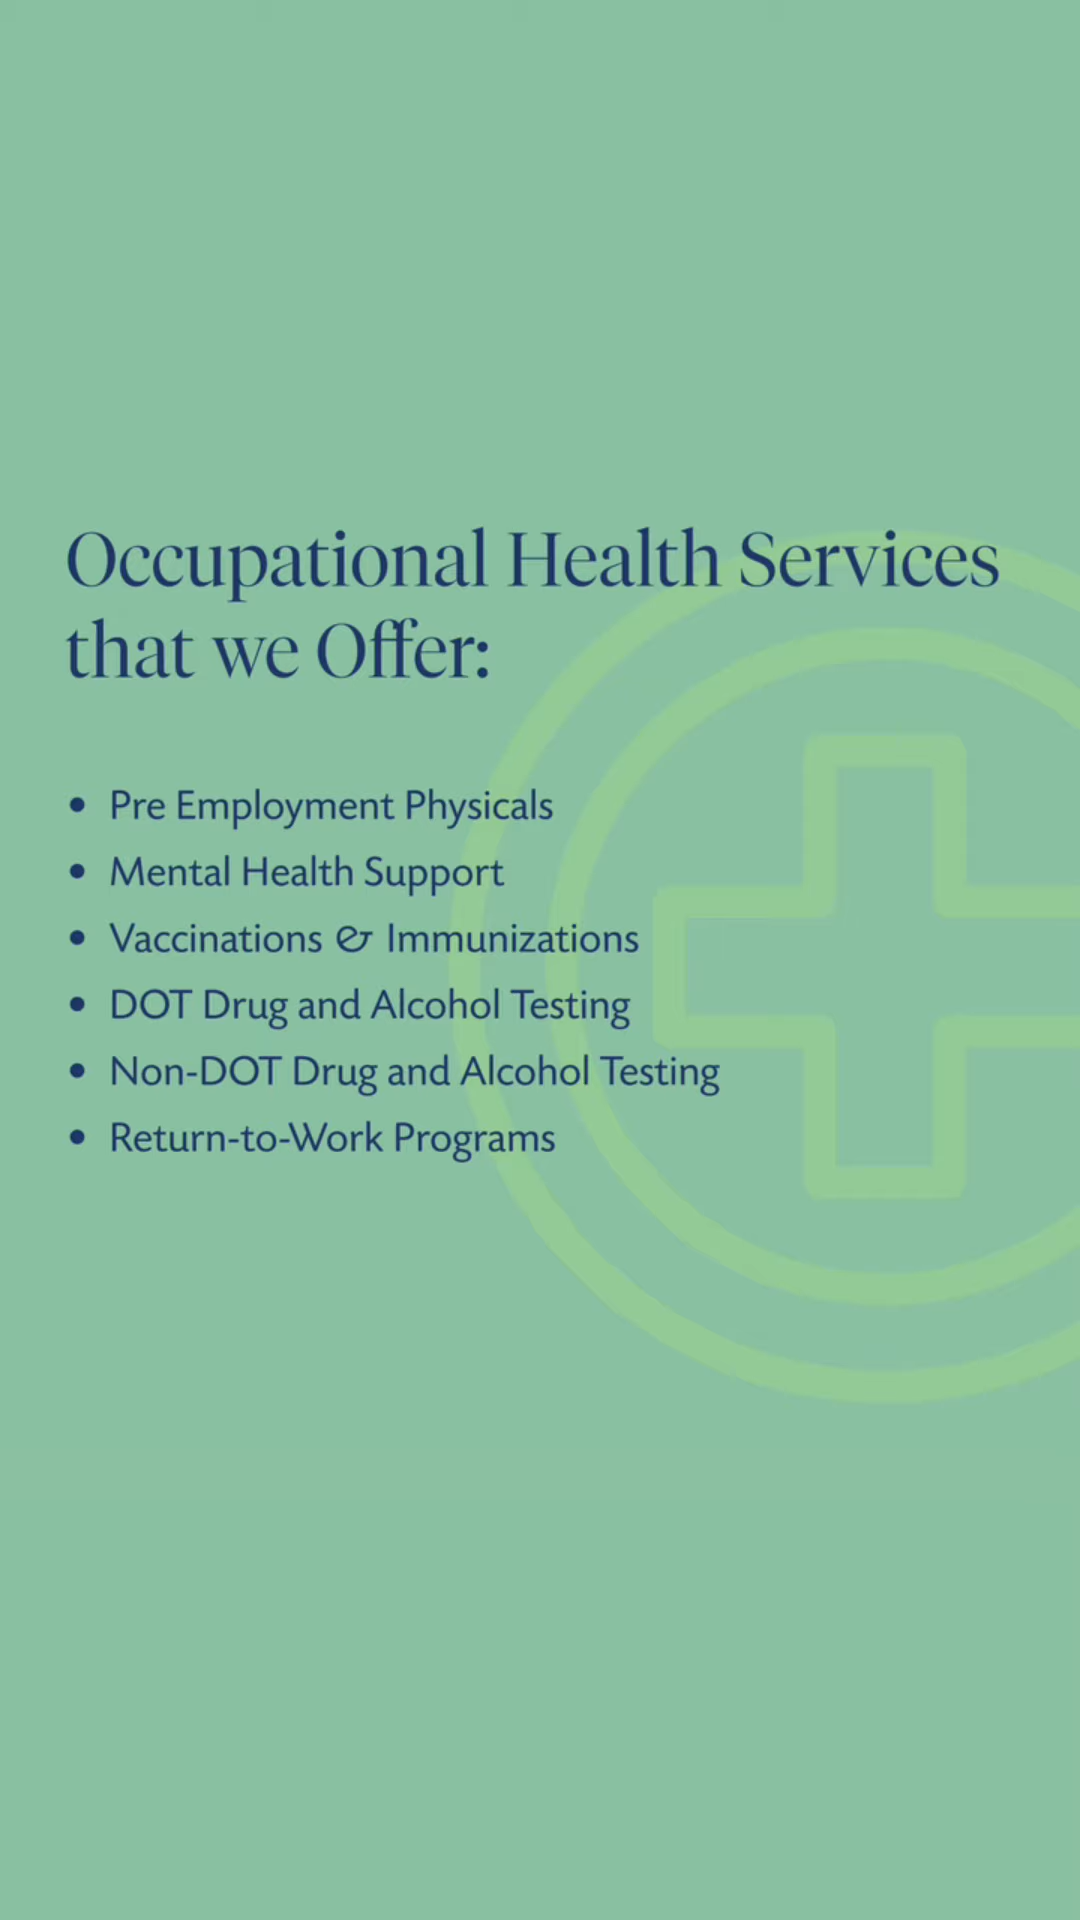 Occupational Health Services
that we Offer:
• Pre Employment Physicals
• Mental Health Support
• Vaccinations & Immunizations
• DOT Drug and Alcohol Testing
• Non-DOT Drug and Alcohol Testing
• Return-to-Work Programs